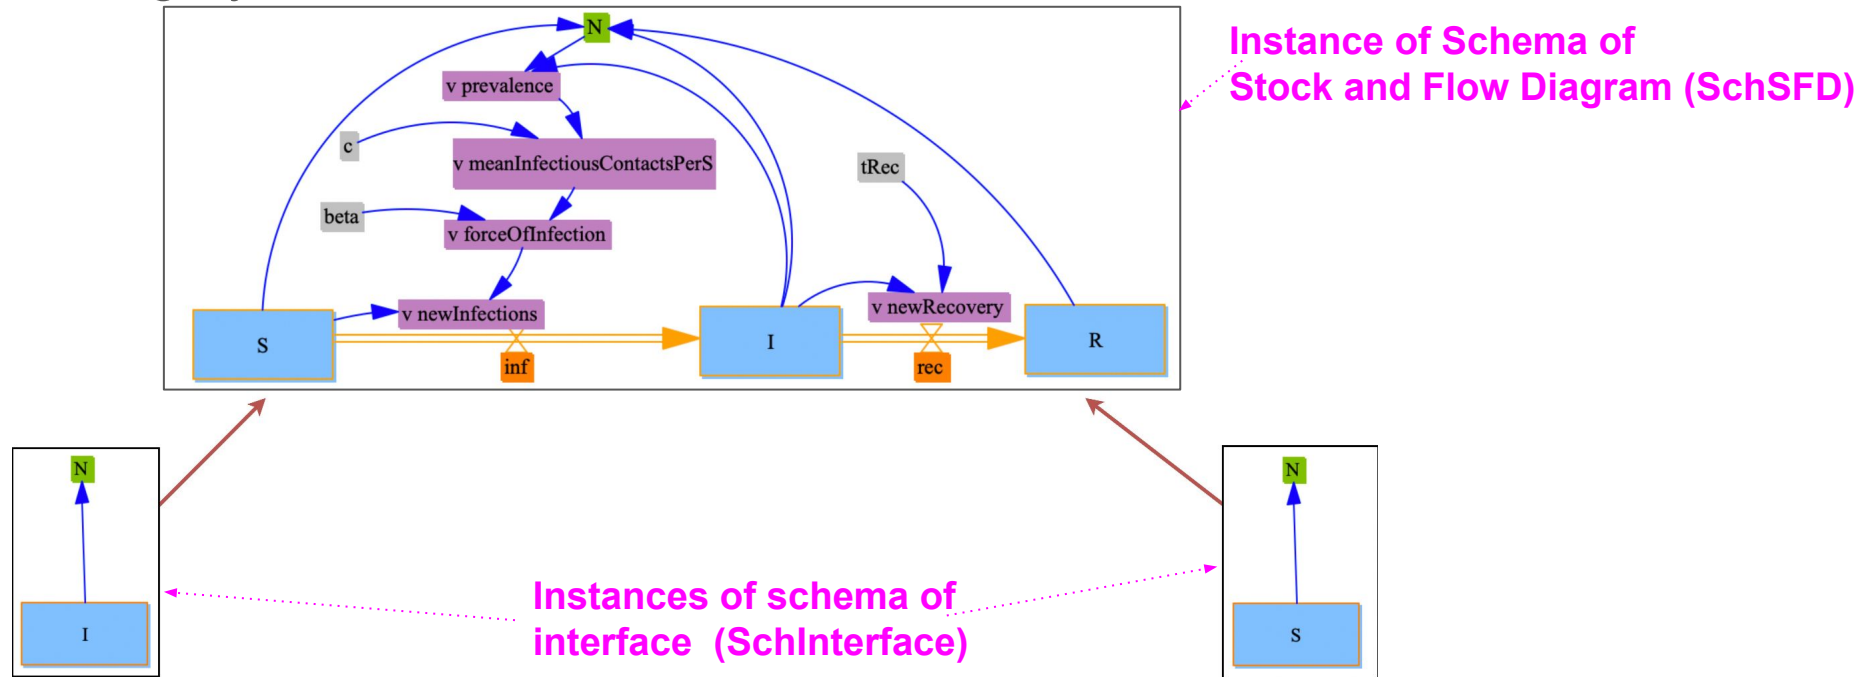 N
Instance of Schema of
Stock and Flow Diagram (SchSFD)
v prevalence
c
v meanInfectiousContactsPerS
tRec
beta
v forceOfInfection
v newInfections
v newRecovery
S
I
R
inf
rec
N
N
Instances of schema of
interface (SchInterface)
I
S